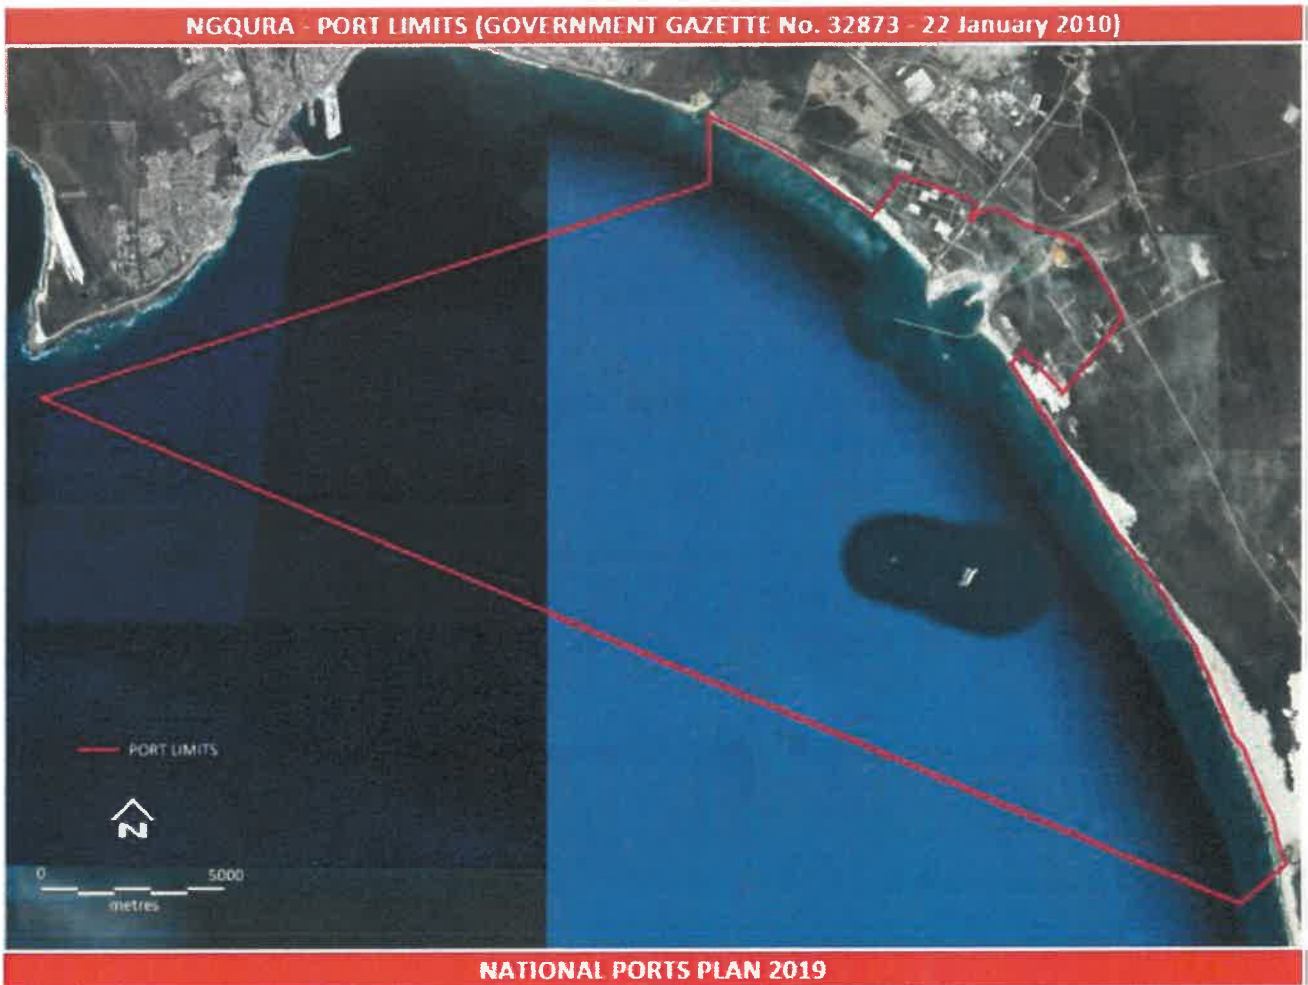 NGQURA - PORT LIMITS (GOVERNMENT GAZETTE No. 32873 - 22 January 2010)
PORT LIMITS
N
0 5000
metres
NATIONAL PORTS PLAN 2019